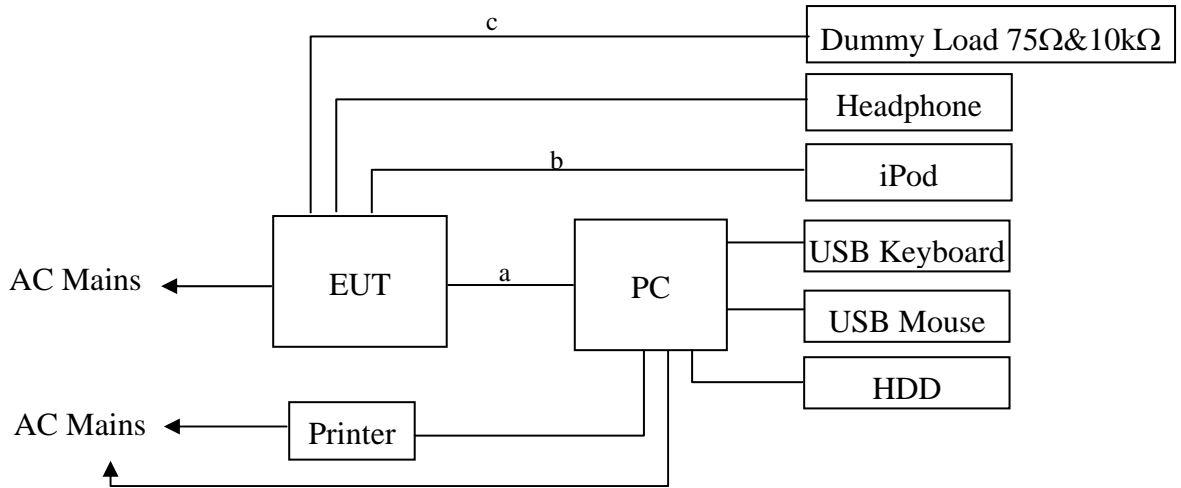 c
Dummy Load 75Ω&10kΩ
Headphone
b
iPod
AC Mains
EUT
a
PC
USB Keyboard
USB Mouse
HDD
AC Mains
Printer